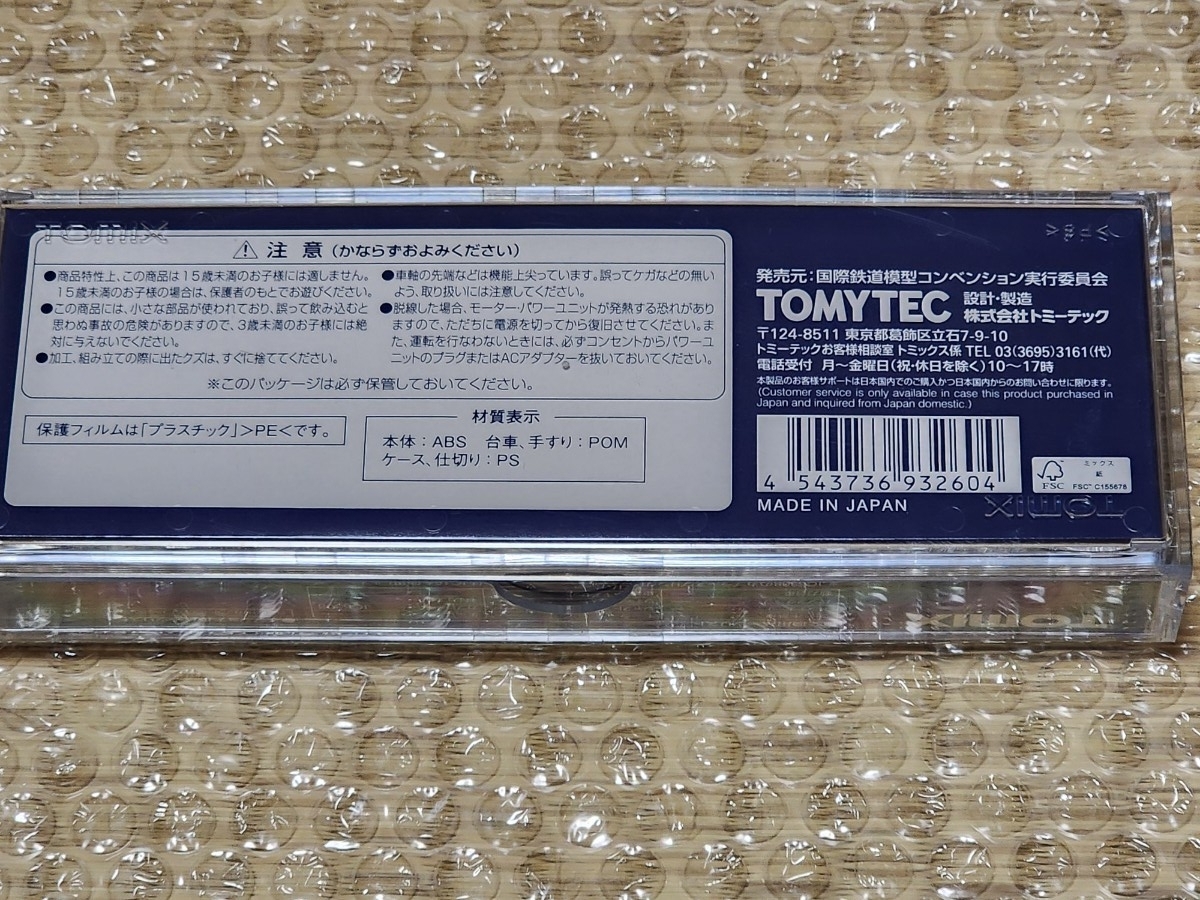 TOMIX
⚠ 注意 (かならずおよみください)
●商品特性上、この商品は15歳未満のお子様には適しません。
15歳未満のお子様の場合は、保護者のもとでお遊びください。
●この商品には、小さな部品が使われており、誤って飲み込むと
思わぬ事故の危険がありますので、3歳未満のお子様には絶
対に与えないでください。
●加工、組み立ての際に出たクズは、すぐに捨ててください。
●車軸の先端などは機能上尖っています。誤ってケガなどの無い
よう、取り扱いには注意してください。
●脱線した場合、モーター・パワーユニットが発熱する恐れがあ
りますので、ただちに電源を切ってから復旧させてください。ま
た、運転を行なわないときには、必ずコンセントからパワーユ
ニットのプラグまたはACアダプターを抜いておいてください。
※このパッケージは必ず保管しておいてください。
保護フィルムは「プラスチック」>PE<です。
材質表示
本体:ABS 台車、手すり:POM
ケース、仕切り:PS
発売元:国際鉄道模型コンベンション実行委員会
TOMYTEC 設計・製造
株式会社トミーテック
〒124-8511 東京都葛飾区立石7-9-10
トミーテックお客様相談室 トミックス係 TEL 03(3695)3161(代)
電話受付 月～金曜日(祝・休日を除く)10～17時
本製品のお客様サポートは日本国内でのご購入かつ日本国内からのお問い合わせに限ります。
(Customer service is only available in case this product purchased in
Japan and inquired from Japan domestic.)
4 543736 932604
MADE IN JAPAN
FSC
ミックス
紙
FSC™ C155678
TOMIX
TOMIX